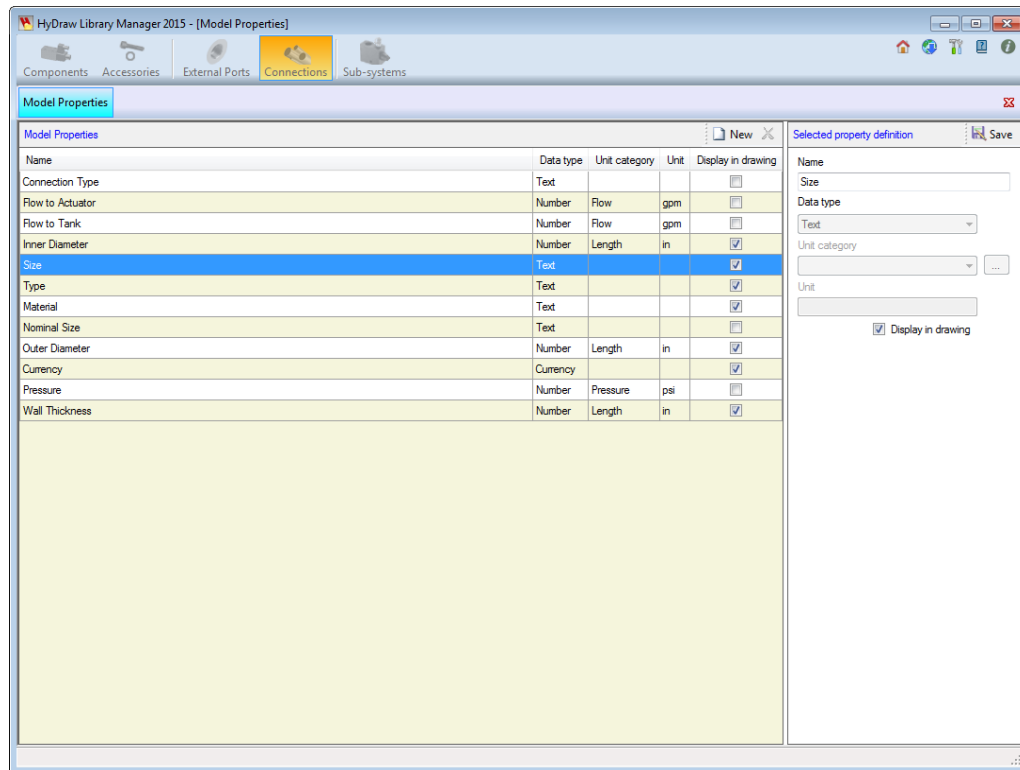 HyDraw Library Manager 2015 - [Model Properties]
Components Accessories External Ports Connections Sub-systems
Model Properties
Model Properties New Selected property definition Save
Name Data type Unit category Unit Display in drawing
Connection Type Text
Flow to Actuator Number Flow gpm
Flow to Tank Number Flow gpm
Inner Diameter Number Length in
Size Text
Type Text
Material Text
Nominal Size Text
Outer Diameter Number Length in
Currency Currency
Pressure Number Pressure psi
Wall Thickness Number Length in
Name
Size
Data type
Text
Unit category
...
Unit
Display in drawing